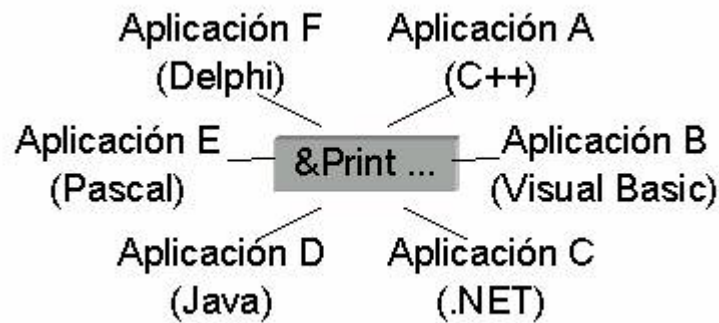 Aplicación F
(Delphi)
Aplicación A
(C++)
Aplicación E
(Pascal)
&Print ...
Aplicación B
(Visual Basic)
Aplicación D
(Java)
Aplicación C
(.NET)